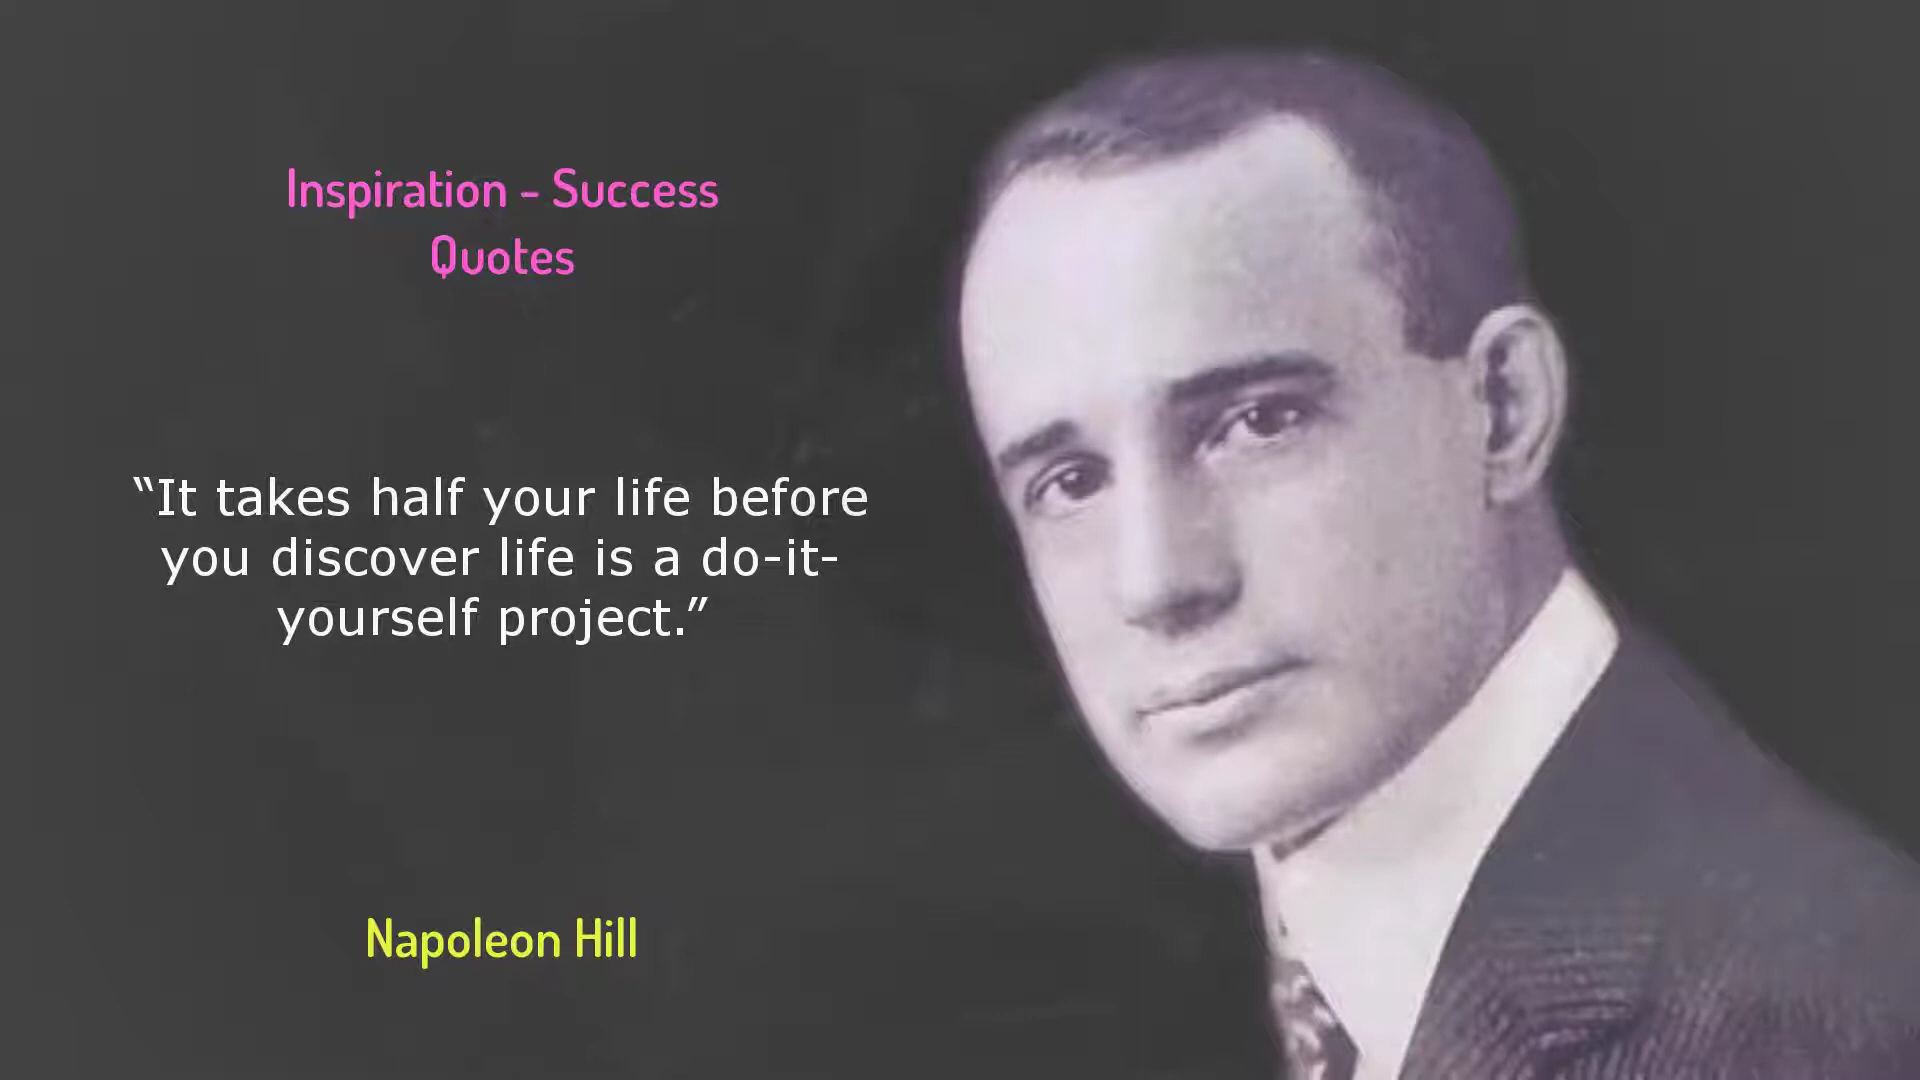 Inspiration - Success
Quotes
“It takes half your life before
you discover life is a do-it-
yourself project.”
Napoleon Hill